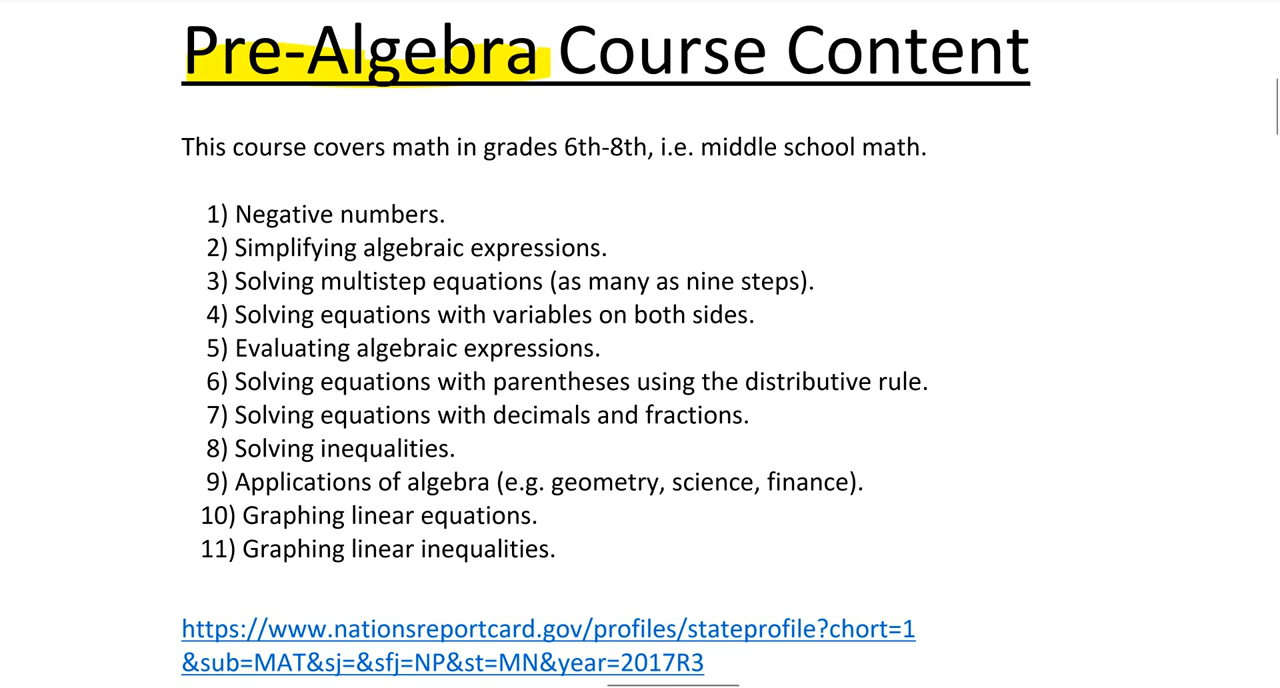 Pre-Algebra Course Content
This course covers math in grades 6th-8th, i.e. middle school math.
1) Negative numbers.
2) Simplifying algebraic expressions.
3) Solving multistep equations (as many as nine steps).
4) Solving equations with variables on both sides.
5) Evaluating algebraic expressions.
6) Solving equations with parentheses using the distributive rule.
7) Solving equations with decimals and fractions.
8) Solving inequalities.
9) Applications of algebra (e.g. geometry, science, finance).
10) Graphing linear equations.
11) Graphing linear inequalities.
https://www.nationsreportcard.gov/profiles/stateprofile?chort=1
&sub=MAT&sj=&sfj=NP&st=MN&year=2017R3